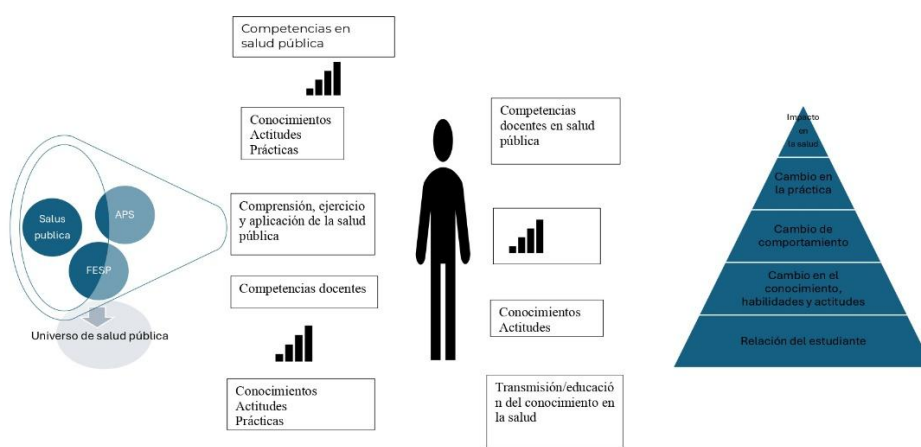 Competencias en
salud pública
Conocimientos
Actitudes
Prácticas
Salus
publica
APS
FESP
Universo de salud pública
Comprensión, ejercicio
y aplicación de la salud
pública
Competencias docentes
Conocimientos
Actitudes
Prácticas
Competencias
docentes en salud
pública
Conocimientos
Actitudes
Transmisión/educació
n del conocimiento en
la salud
Impacto
en
la salud
Cambio en
la práctica
Cambio de
comportamiento
Cambio en el
conocimiento,
habilidades y actitudes
Relación del estudiante